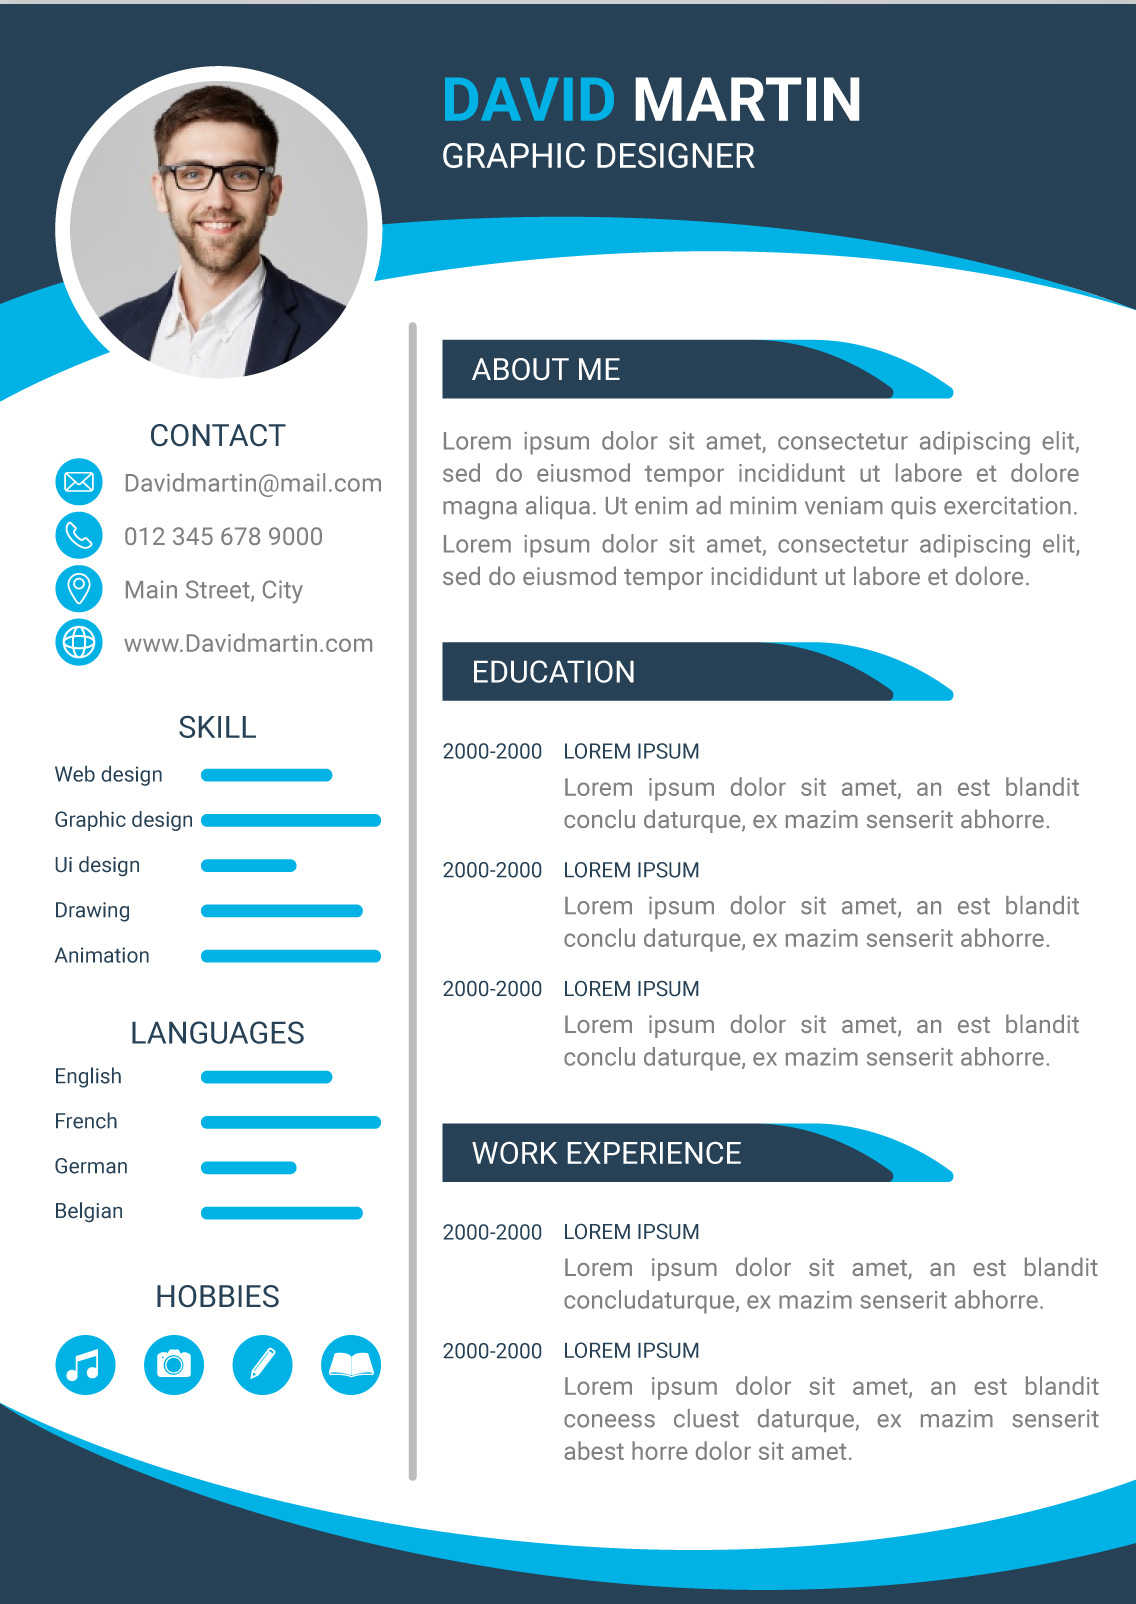 DAVID MARTIN
GRAPHIC DESIGNER
CONTACT
Davidmartin@mail.com
012 345 678 9000
Main Street, City
www.Davidmartin.com
SKILL
Web design
Graphic design
Ui design
Drawing
Animation
LANGUAGES
English
French
German
Belgian
HOBBIES
ABOUT ME
Lorem ipsum dolor sit amet, consectetur adipiscing elit,
sed do eiusmod tempor incididunt ut labore et dolore
magna aliqua. Ut enim ad minim veniam quis exercitation.
Lorem ipsum dolor sit amet, consectetur adipiscing elit,
sed do eiusmod tempor incididunt ut labore et dolore.
EDUCATION
2000-2000 LOREM IPSUM
Lorem ipsum dolor sit amet, an est blandit
conclu daturque, ex mazim senserit abhorre.
2000-2000 LOREM IPSUM
Lorem ipsum dolor sit amet, an est blandit
conclu daturque, ex mazim senserit abhorre.
2000-2000 LOREM IPSUM
Lorem ipsum dolor sit amet, an est blandit
conclu daturque, ex mazim senserit abhorre.
WORK EXPERIENCE
2000-2000 LOREM IPSUM
Lorem ipsum dolor sit amet, an est blandit
concludaturque, ex mazim senserit abhorre.
2000-2000 LOREM IPSUM
Lorem ipsum dolor sit amet, an est blandit
coneess cluest daturque, ex mazim senserit
abest horre dolor sit amet.